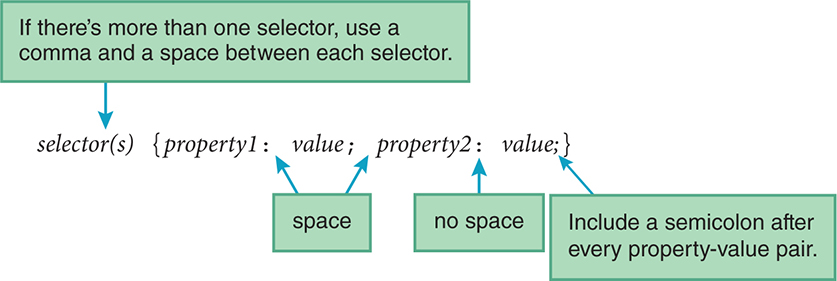 If there’s more than one selector, use a
comma and a space between each selector.
selector(s) {property1: value; property2: value;}
space
no space
Include a semicolon after
every property-value pair.